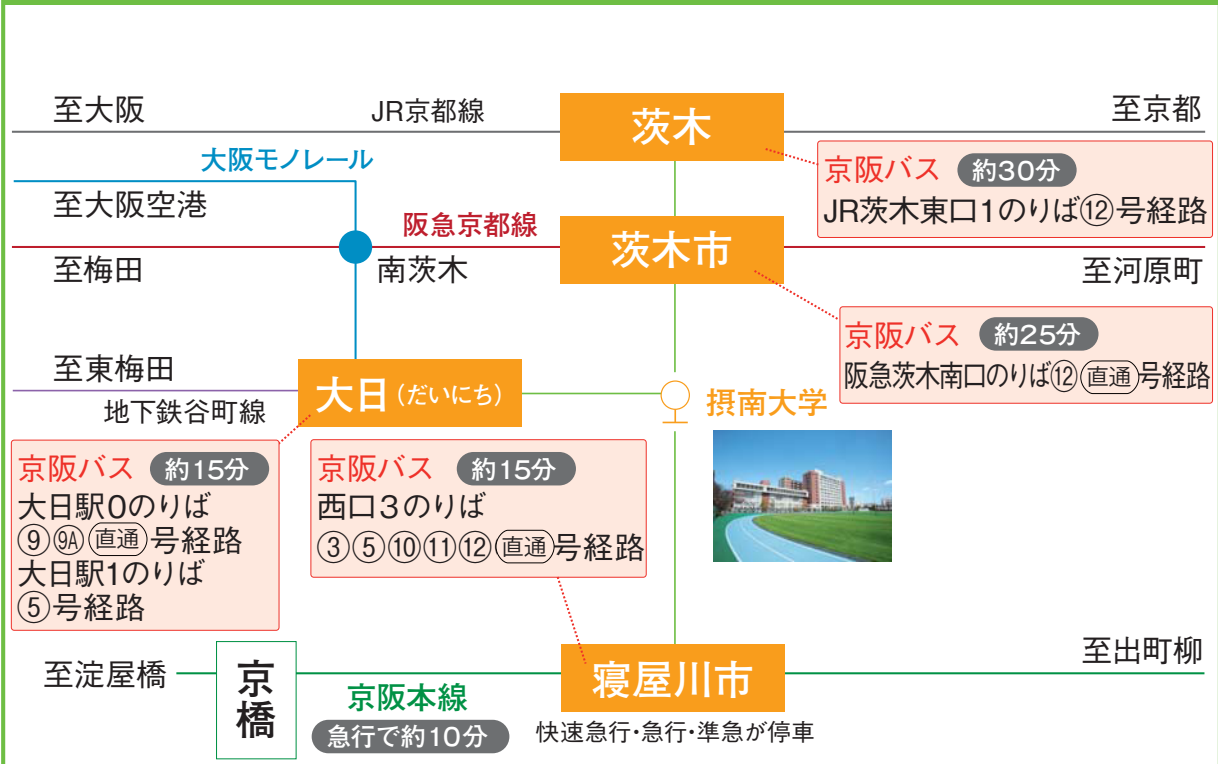 至大阪
JR京都線
茨木
至京都
大阪モノレール
京阪バス 約30分
JR茨木東口1のりば⑫号経路
至大阪空港
阪急京都線
茨木市
至梅田
南茨木
至河原町
京阪バス 約25分
阪急茨木南口のりば⑫直通号経路
至東梅田
地下鉄谷町線
大日(だいにち)
摂南大学
京阪バス 約15分
大日駅0のりば
⑨9A直通号経路
大日駅1のりば
⑤号経路
京阪バス 約15分
西口3のりば
③⑤⑩⑪⑫直通号経路
至淀屋橋
京橋
京阪本線
急行で約10分
寝屋川市
快速急行・急行・準急が停車
至出町柳